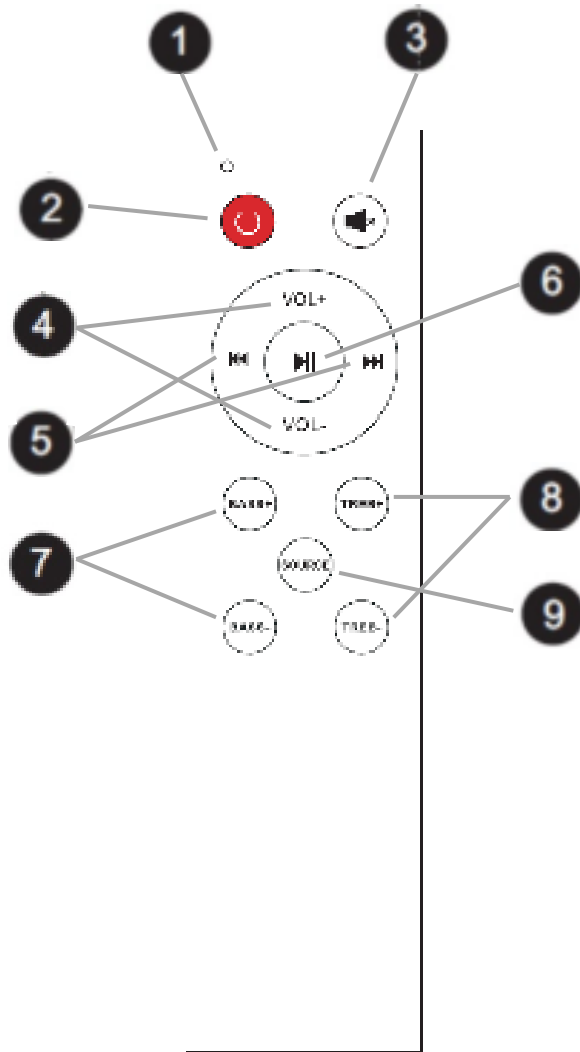 1
3
2
6
VOL+
4
VOL-
5
BASS+
TREB+
8
SOURCE
7
9
BASS-
TREB-